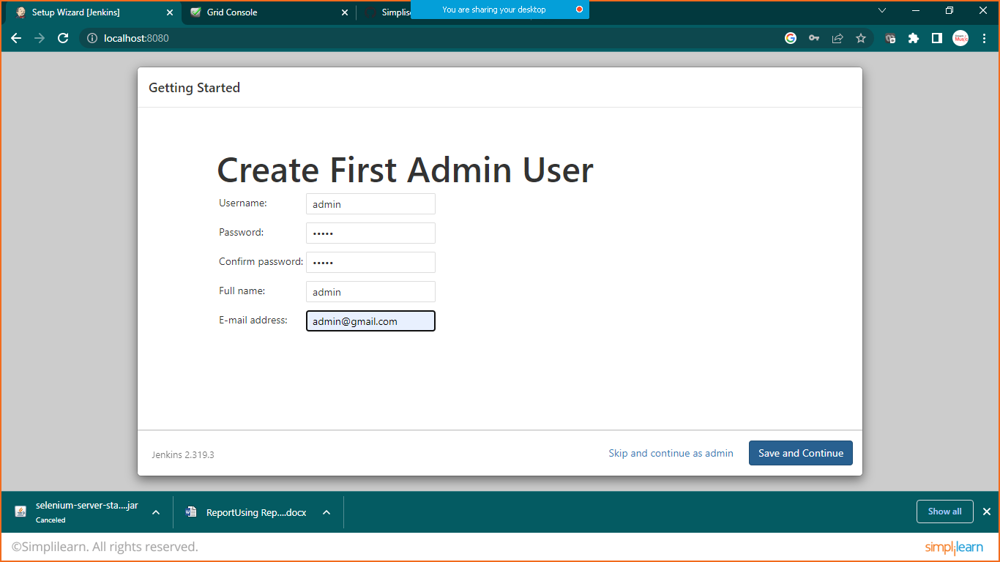 Setup Wizard [Jenkins]
Grid Console
You are sharing your desktop
localhost:8080
Getting Started
Create First Admin User
Username:
admin
Password:
•••••
Confirm password:
•••••
Full name:
admin
E-mail address:
admin@gmail.com
Jenkins 2.319.3
Skip and continue as admin
Save and Continue
selenium-server-sta....jar
Canceled
ReportUsing Rep....docx
Show all
©Simplilearn. All rights reserved.
simplilearn